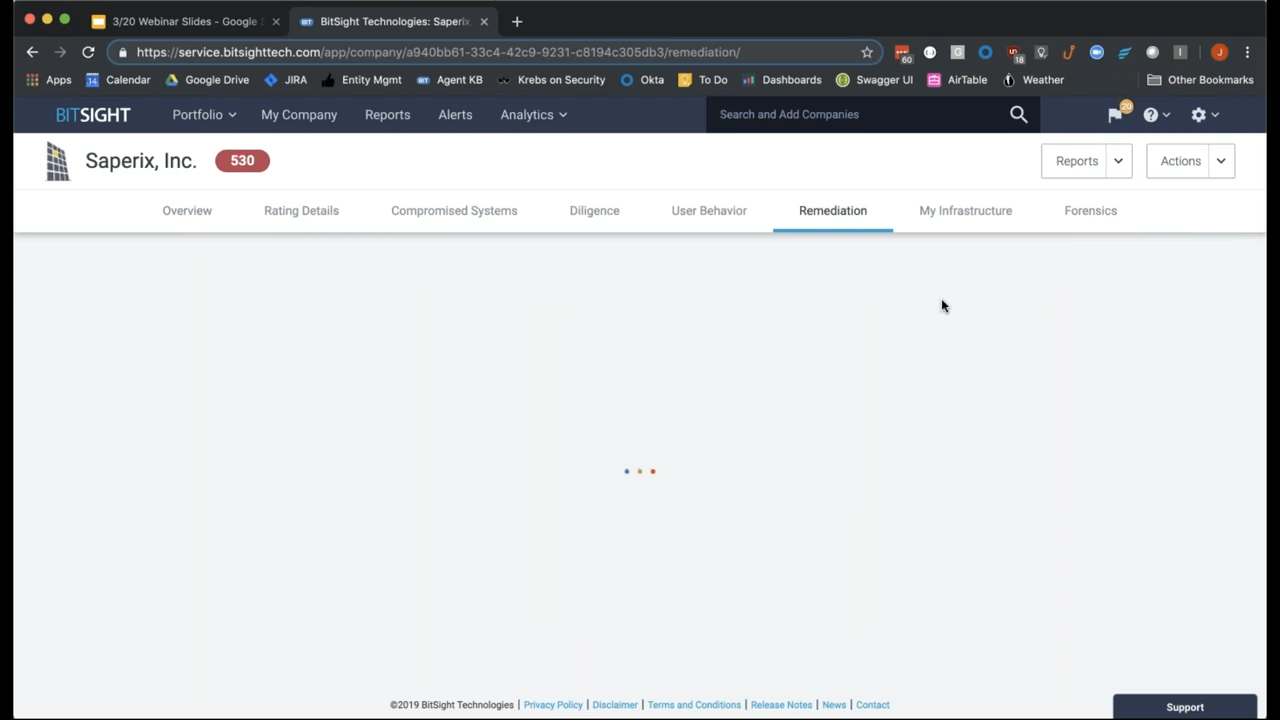 3/20 Webinar Slides - Google
BitSight Technologies: Saperix,
https://service.bitsighttech.com/app/company/a940bb61-33c4-42c9-9231-c8194c305db3/remediation/
60
18
J
Apps Calendar Google Drive JIRA Entity Mgmt Agent KB Krebs on Security Okta To Do Dashboards Swagger UI AirTable Weather Other Bookmarks
BITSIGHT Portfolio My Company Reports Alerts Analytics Search and Add Companies 20
Saperix, Inc. 530 Reports Actions
Overview Rating Details Compromised Systems Diligence User Behavior Remediation My Infrastructure Forensics
©2019 BitSight Technologies | Privacy Policy | Disclaimer | Terms and Conditions | Release Notes | News | Contact
Support